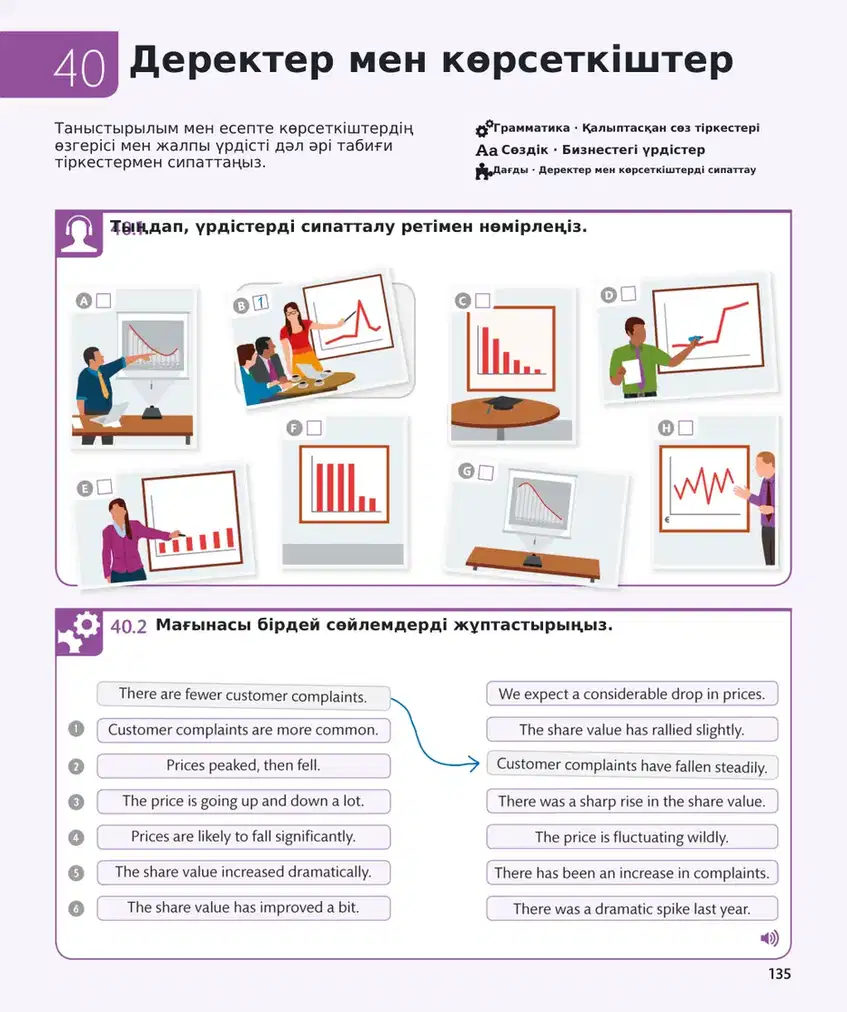 40
Деректер мен көрсеткіштер
Таныстырылым мен есепте көрсеткіштердің
өзгерісі мен жалпы үрдісті дәл әрі табиғи
тіркестермен сипаттаңыз.
Грамматика · Қалыптасқан сөз тіркестері
Aa Сөздік · Бизнестегі үрдістер
Дағды · Деректер мен көрсеткіштерді сипаттау
40.1 Тыңдап, үрдістерді сипатталу ретімен нөмірлеңіз.
A
B 1
C
D
E
F
G
H
€
40.2 Мағынасы бірдей сөйлемдерді жұптастырыңыз.
There are fewer customer complaints.
1 Customer complaints are more common.
2 Prices peaked, then fell.
3 The price is going up and down a lot.
4 Prices are likely to fall significantly.
5 The share value increased dramatically.
6 The share value has improved a bit.
We expect a considerable drop in prices.
The share value has rallied slightly.
Customer complaints have fallen steadily.
There was a sharp rise in the share value.
The price is fluctuating wildly.
There has been an increase in complaints.
There was a dramatic spike last year.
135